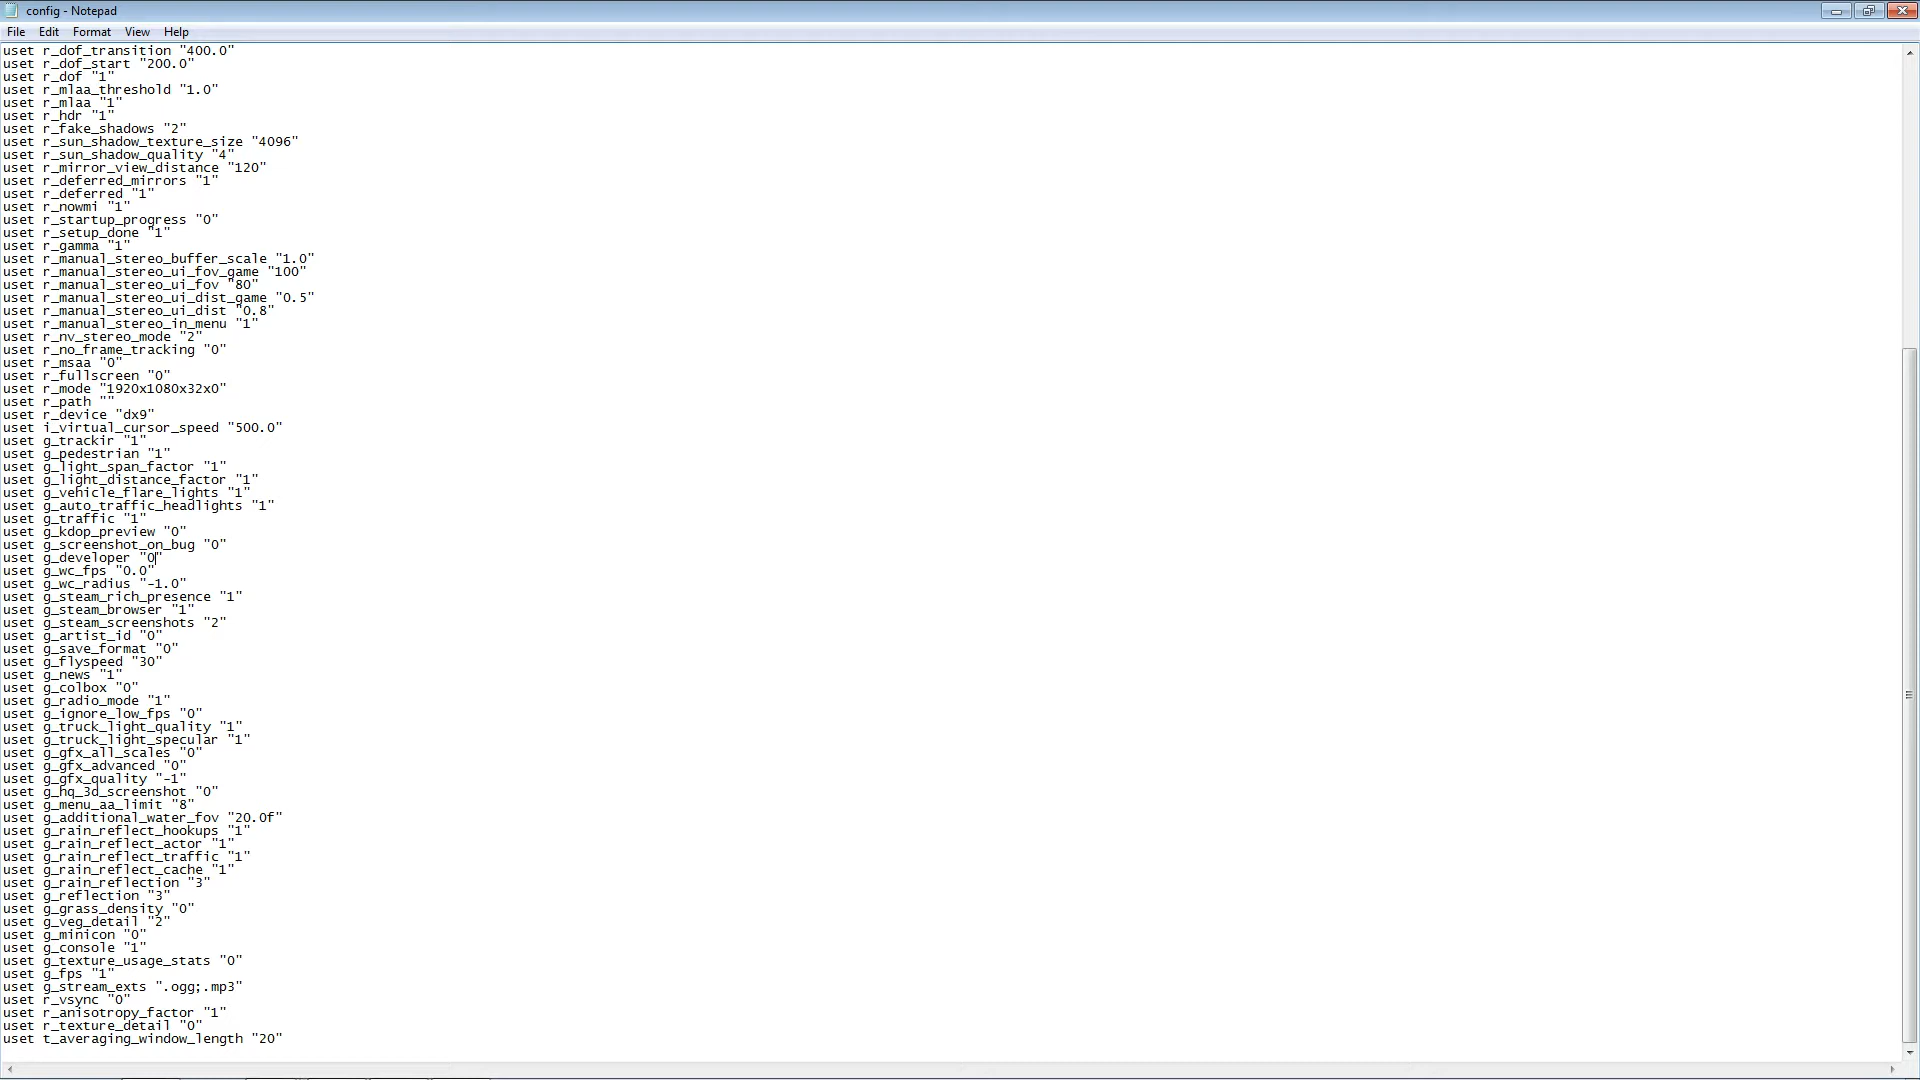 config - Notepad
File Edit Format View Help
uset r_dof_transition "400.0"
uset r_dof_start "200.0"
uset r_dof "1"
uset r_mlaa_threshold "1.0"
uset r_mlaa "1"
uset r_hdr "1"
uset r_fake_shadows "2"
uset r_sun_shadow_texture_size "4096"
uset r_sun_shadow_quality "4"
uset r_mirror_view_distance "120"
uset r_deferred_mirrors "1"
uset r_deferred "1"
uset r_nowmi "1"
uset r_startup_progress "0"
uset r_setup_done "1"
uset r_gamma "1"
uset r_manual_stereo_buffer_scale "1.0"
uset r_manual_stereo_ui_fov_game "100"
uset r_manual_stereo_ui_fov "80"
uset r_manual_stereo_ui_dist_game "0.5"
uset r_manual_stereo_ui_dist "0.8"
uset r_manual_stereo_in_menu "1"
uset r_nv_stereo_mode "2"
uset r_no_frame_tracking "0"
uset r_msaa "0"
uset r_fullscreen "0"
uset r_mode "1920x1080x32x0"
uset r_path ""
uset r_device "dx9"
uset i_virtual_cursor_speed "500.0"
uset g_trackir "1"
uset g_pedestrian "1"
uset g_light_span_factor "1"
uset g_light_distance_factor "1"
uset g_vehicle_flare_lights "1"
uset g_auto_traffic_headlights "1"
uset g_traffic "1"
uset g_kdop_preview "0"
uset g_screenshot_on_bug "0"
uset g_developer "0"
uset g_wc_fps "0.0"
uset g_wc_radius "-1.0"
uset g_steam_rich_presence "1"
uset g_steam_browser "1"
uset g_steam_screenshots "2"
uset g_artist_id "0"
uset g_save_format "0"
uset g_flyspeed "30"
uset g_news "1"
uset g_colbox "0"
uset g_radio_mode "1"
uset g_ignore_low_fps "0"
uset g_truck_light_quality "1"
uset g_truck_light_specular "1"
uset g_gfx_all_scales "0"
uset g_gfx_advanced "0"
uset g_gfx_quality "-1"
uset g_hq_3d_screenshot "0"
uset g_menu_aa_limit "8"
uset g_additional_water_fov "20.0f"
uset g_rain_reflect_hookups "1"
uset g_rain_reflect_actor "1"
uset g_rain_reflect_traffic "1"
uset g_rain_reflect_cache "1"
uset g_rain_reflection "3"
uset g_reflection "3"
uset g_grass_density "0"
uset g_veg_detail "2"
uset g_minicon "0"
uset g_console "1"
uset g_texture_usage_stats "0"
uset g_fps "1"
uset g_stream_exts ".ogg;.mp3"
uset r_vsync "0"
uset r_anisotropy_factor "1"
uset r_texture_detail "0"
uset t_averaging_window_length "20"